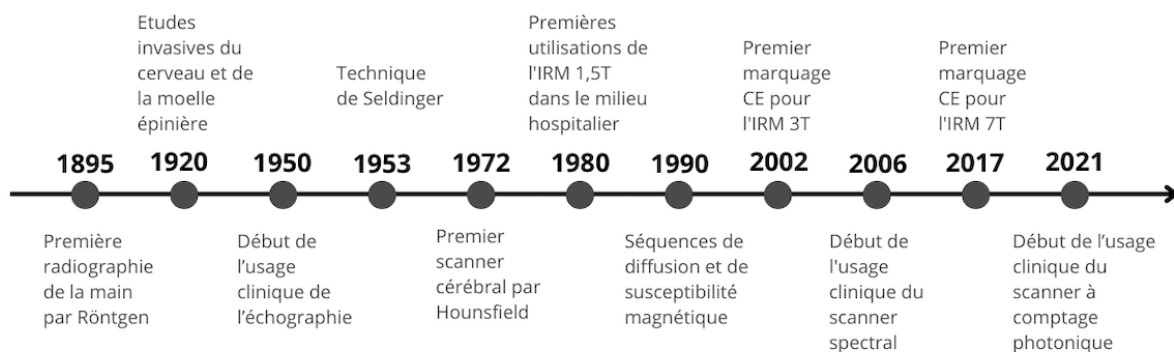 Etudes
invasives du
cerveau et de
la moelle
épinière
Technique
de Seldinger
Premières
utilisations de
l'IRM 1,5T
dans le milieu
hospitalier
Premier
marquage
CE pour
l'IRM 3T
Premier
marquage
CE pour
l'IRM 7T
1895 1920 1950 1953 1972 1980 1990 2002 2006 2017 2021
Première
radiographie
de la main
par Röntgen
Début de
l’usage
clinique de
l’échographie
Premier
scanner
cérébral par
Hounsfield
Séquences de
diffusion et de
susceptibilité
magnétique
Début de
l'usage
clinique du
scanner
spectral
Début de l’usage
clinique du
scanner à
comptage
photonique